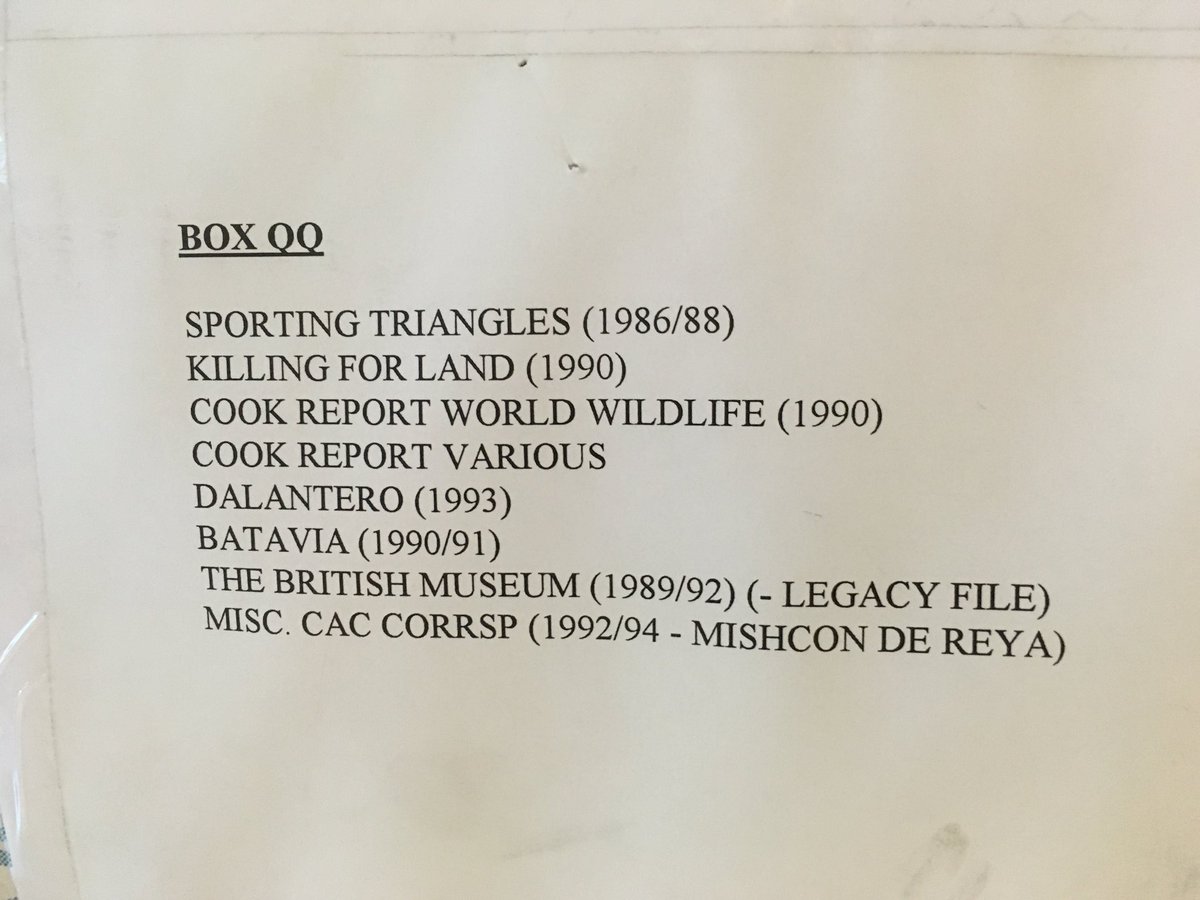 BOX QQ
SPORTING TRIANGLES (1986/88)
KILLING FOR LAND (1990)
COOK REPORT WORLD WILDLIFE (1990)
COOK REPORT VARIOUS
DALANTERO (1993)
BATAVIA (1990/91)
THE BRITISH MUSEUM (1989/92) (- LEGACY FILE)
MISC. CAC CORRSP (1992/94 - MISHCON DE REYA)